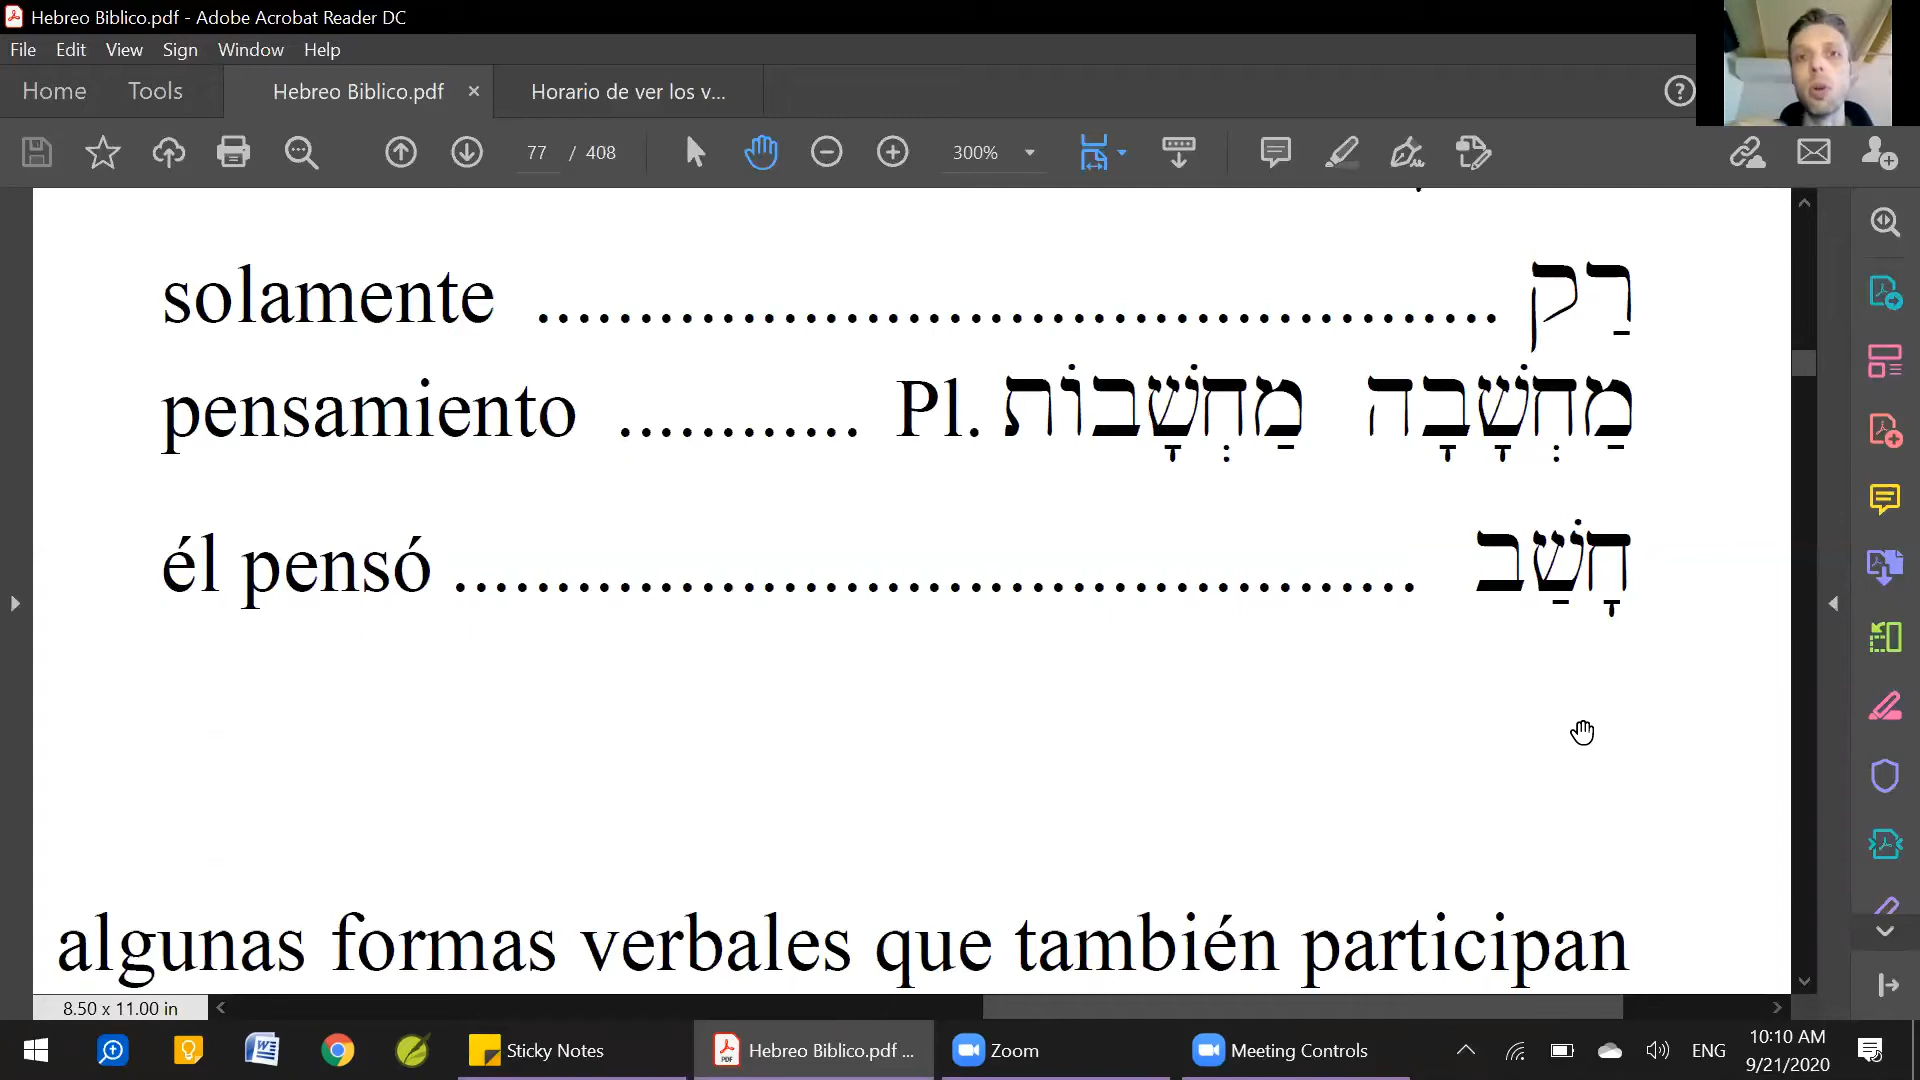 Hebreo Biblico.pdf - Adobe Acrobat Reader DC
File Edit View Sign Window Help
Home Tools Hebreo Biblico.pdf × Horario de ver los v...
77 / 408 300%
solamente ............................................... רַק
pensamiento ............ Pl. מַחְשָׁבָה מַחְשָׁבוֹת
él pensó ............................................... חָשַׁב
algunas formas verbales que también participan
8.50 x 11.00 in
Sticky Notes Hebreo Biblico.pdf ... Zoom Meeting Controls ENG 10:10 AM
9/21/2020